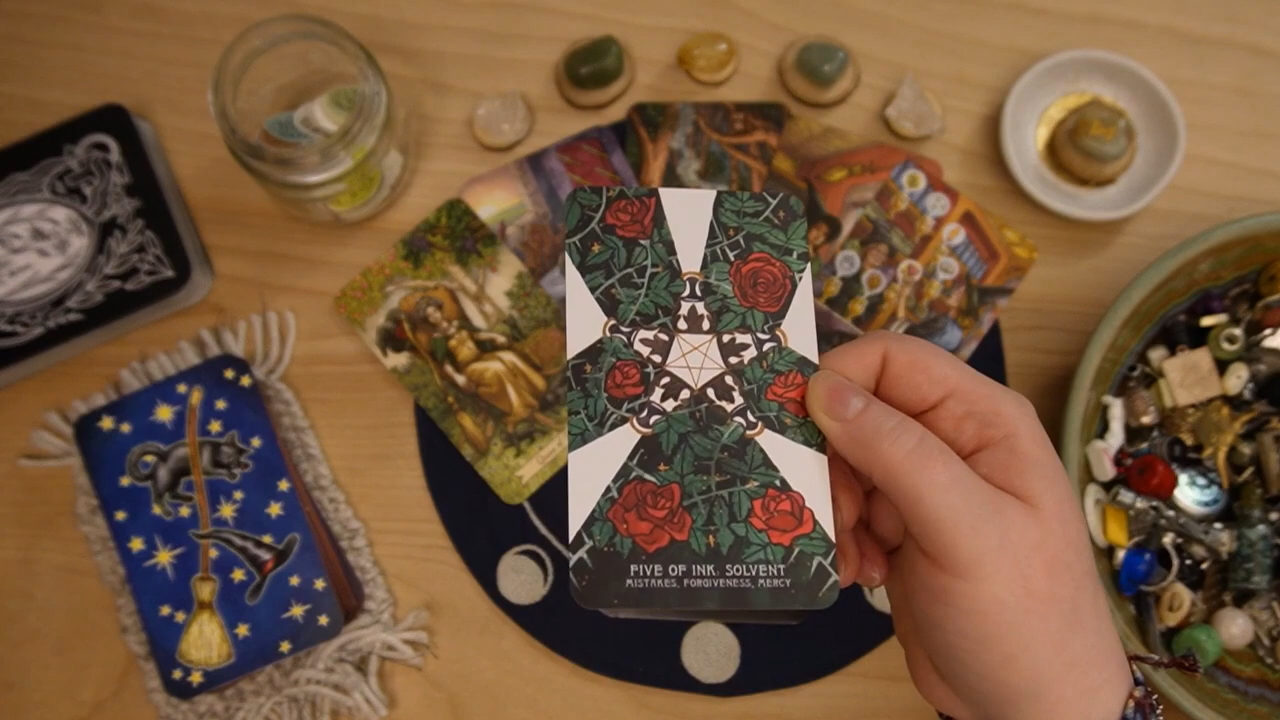 FIVE OF INK, SOLVENT
MISTAKES, FORGIVENESS, MERCY